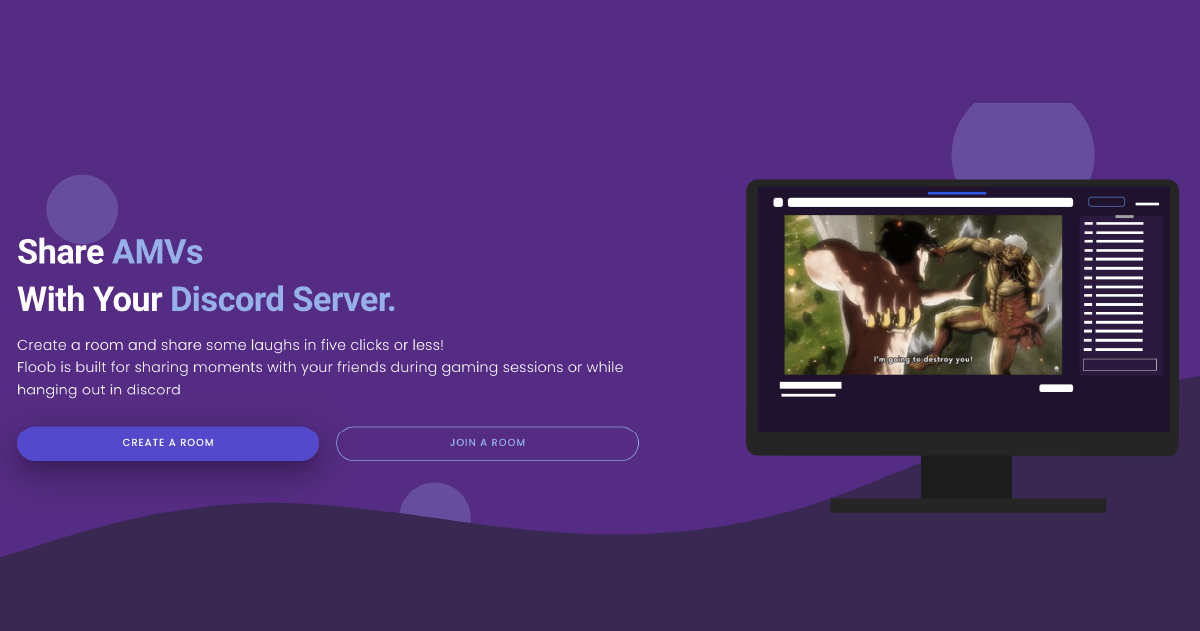 Share AMVs
With Your Discord Server.
Create a room and share some laughs in five clicks or less!
Floob is built for sharing moments with your friends during gaming sessions or while
hanging out in discord
CREATE A ROOM
JOIN A ROOM
I'm going to destroy you!